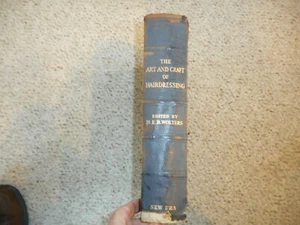 THE
ART AND CRAFT
OF
HAIRDRESSING
EDITED BY
N.E.B. WOLTERS
NEW ERA